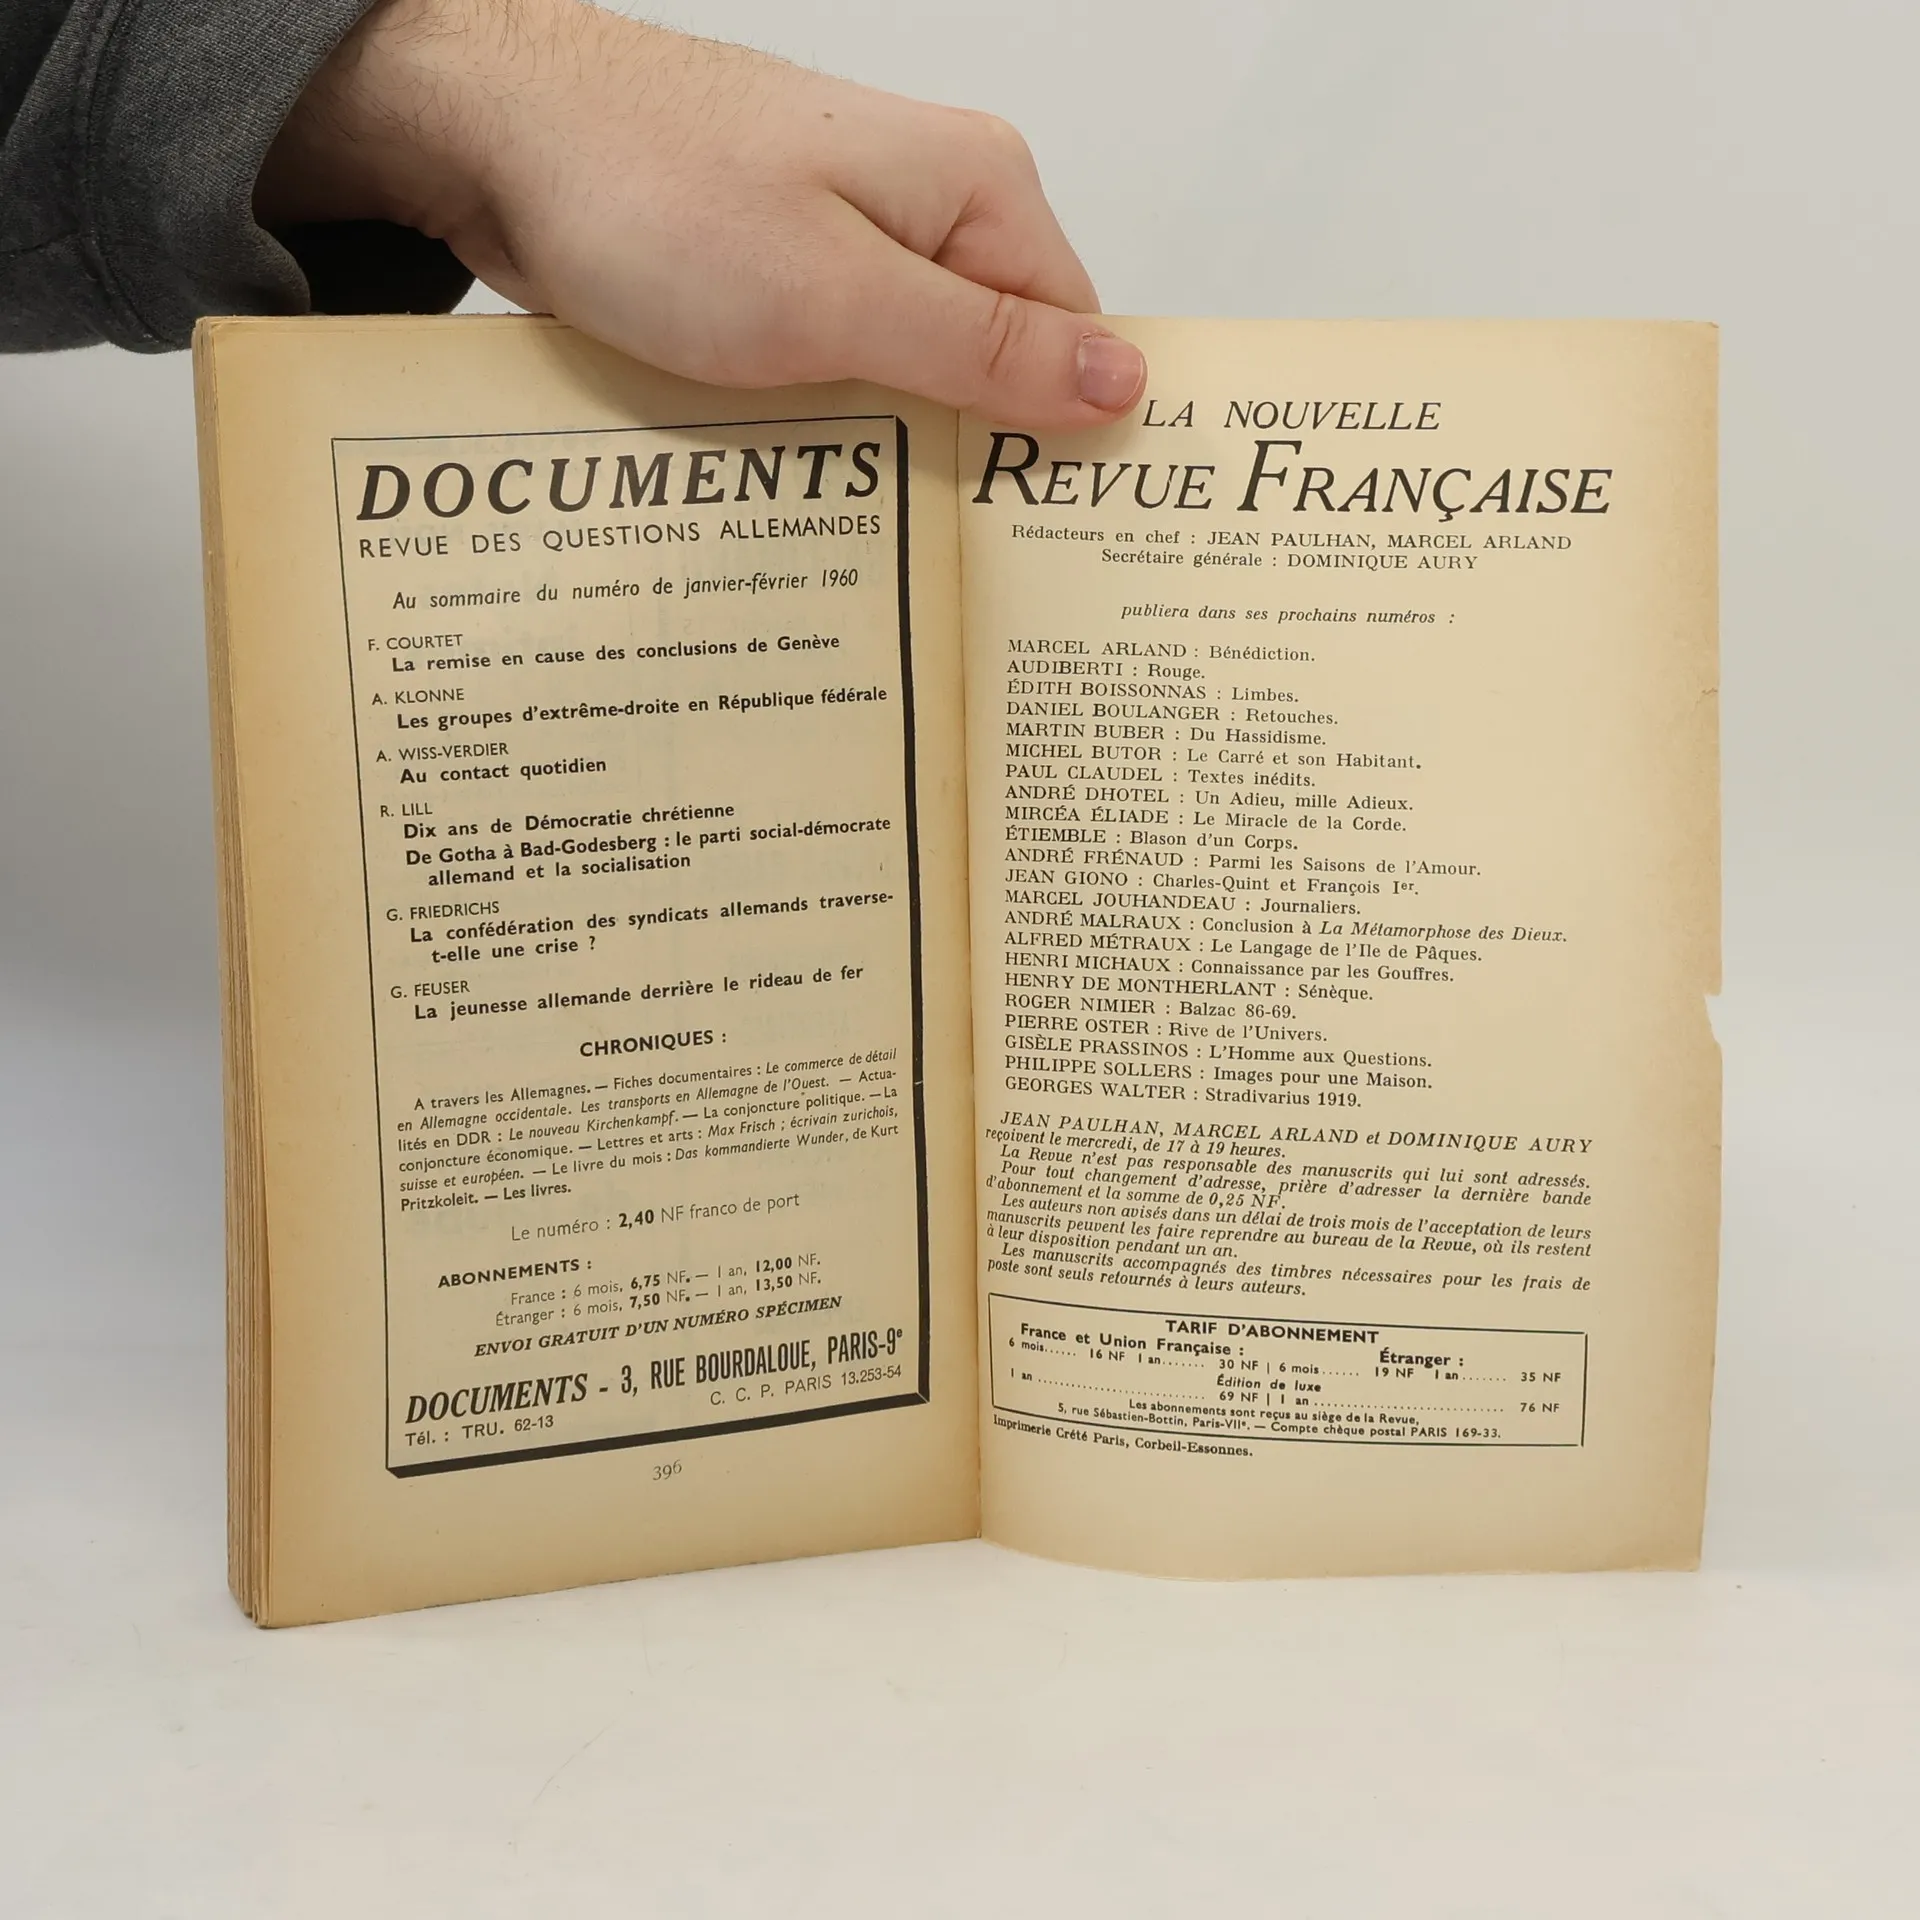 DOCUMENTS
REVUE DES QUESTIONS ALLEMANDES
Au sommaire du numéro de janvier-février 1960
F. COURTET
La remise en cause des conclusions de Genève
A. KLONNE
Les groupes d'extrême-droite en République fédérale
A. WISS-VERDIER
Au contact quotidien
R. LILL
Dix ans de Démocratie chrétienne
De Gotha à Bad-Godesberg : le parti social-démocrate
allemand et la socialisation
G. FRIEDRICHS
La confédération des syndicats allemands traverse-
t-elle une crise ?
G. FEUSER
La jeunesse allemande derrière le rideau de fer
CHRONIQUES :
A travers les Allemagnes. — Fiches documentaires : Le commerce de détail
en Allemagne occidentale. Les transports en Allemagne de l'Ouest. — Actua-
lités en DDR : Le nouveau Kirchenkampf. — La conjoncture politique. — La
conjoncture économique. — Lettres et arts : Max Frisch ; écrivain zurichois,
suisse et européen. — Le livre du mois : Das kommandierte Wunder, de Kurt
Pritzkoleit. — Les livres.
Le numéro : 2,40 NF franco de port
ABONNEMENTS :
France : 6 mois, 6,75 NF. — 1 an, 12,00 NF.
Étranger : 6 mois, 7,50 NF. — 1 an, 13,50 NF.
ENVOI GRATUIT D'UN NUMÉRO SPÉCIMEN
DOCUMENTS - 3, RUE BOURDALOUE, PARIS-9e
Tél. : TRU. 62-13 C. C. P. PARIS 13.253-54
396
LA NOUVELLE
REVUE FRANÇAISE
Rédacteurs en chef : JEAN PAULHAN, MARCEL ARLAND
Secrétaire générale : DOMINIQUE AURY
publiera dans ses prochains numéros :
MARCEL ARLAND : Bénédiction.
AUDIBERTI : Rouge.
ÉDITH BOISSONNAS : Limbes.
DANIEL BOULANGER : Retouches.
MARTIN BUBER : Du Hassidisme.
MICHEL BUTOR : Le Carré et son Habitant.
PAUL CLAUDEL : Textes inédits.
ANDRÉ DHOTEL : Un Adieu, mille Adieux.
MIRCÉA ÉLIADE : Le Miracle de la Corde.
ÉTIEMBLE : Blason d'un Corps.
ANDRÉ FRÉNAUD : Parmi les Saisons de l'Amour.
JEAN GIONO : Charles-Quint et François Ier.
MARCEL JOUHANDEAU : Journaliers.
ANDRÉ MALRAUX : Conclusion à La Métamorphose des Dieux.
ALFRED MÉTRAUX : Le Langage de l'Ile de Pâques.
HENRI MICHAUX : Connaissance par les Gouffres.
HENRY DE MONTHERLANT : Sénèque.
ROGER NIMIER : Balzac 86-69.
PIERRE OSTER : Rive de l'Univers.
GISÈLE PRASSINOS : L'Homme aux Questions.
PHILIPPE SOLLERS : Images pour une Maison.
GEORGES WALTER : Stradivarius 1919.
JEAN PAULHAN, MARCEL ARLAND et DOMINIQUE AURY
reçoivent le mercredi, de 17 à 19 heures.
La Revue n'est pas responsable des manuscrits qui lui sont adressés.
Pour tout changement d'adresse, prière d'adresser la dernière bande
d'abonnement et la somme de 0,25 NF.
Les auteurs non avisés dans un délai de trois mois de l'acceptation de leurs
manuscrits peuvent les faire reprendre au bureau de la Revue, où ils restent
à leur disposition pendant un an.
Les manuscrits accompagnés des timbres nécessaires pour les frais de
poste sont seuls retournés à leurs auteurs.
TARIF D'ABONNEMENT
France et Union Française : Étranger :
6 mois...... 16 NF 1 an....... 30 NF | 6 mois...... 19 NF 1 an....... 35 NF
Édition de luxe
1 an .............................. 69 NF | 1 an .............................. 76 NF
Les abonnements sont reçus au siège de la Revue,
5, rue Sébastien-Bottin, Paris-VIIe. — Compte chèque postal PARIS 169-33.
Imprimerie Crété Paris, Corbeil-Essonnes.